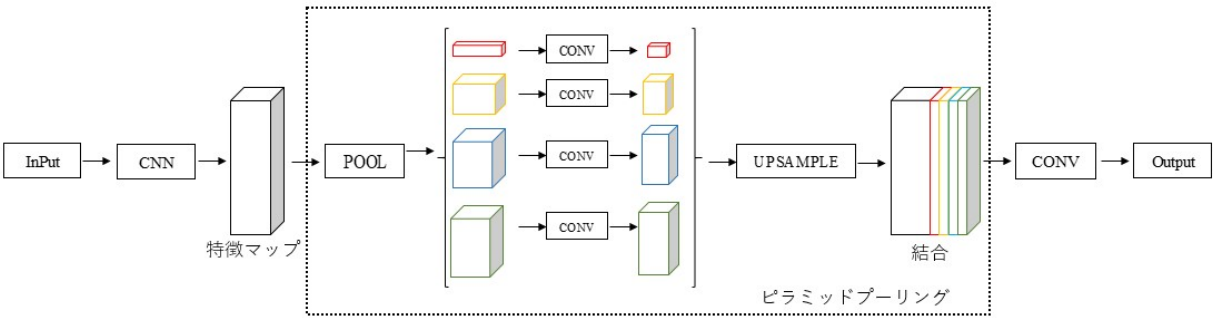 InPut
CNN
特徴マップ
POOL
CONV
CONV
CONV
CONV
UPSAMPLE
結合
ピラミッドプーリング
CONV
Output